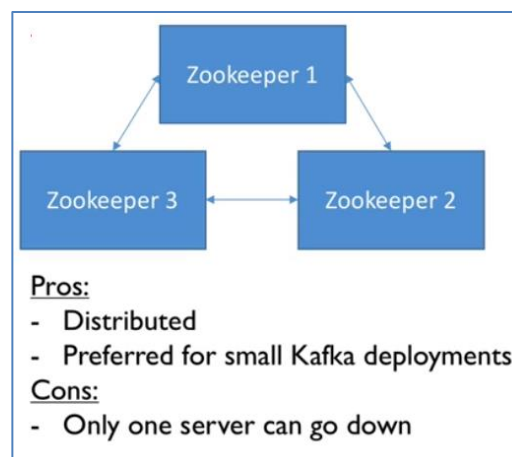 Zookeeper 1
Zookeeper 3
Zookeeper 2
Pros:
- Distributed
- Preferred for small Kafka deployments
Cons:
- Only one server can go down